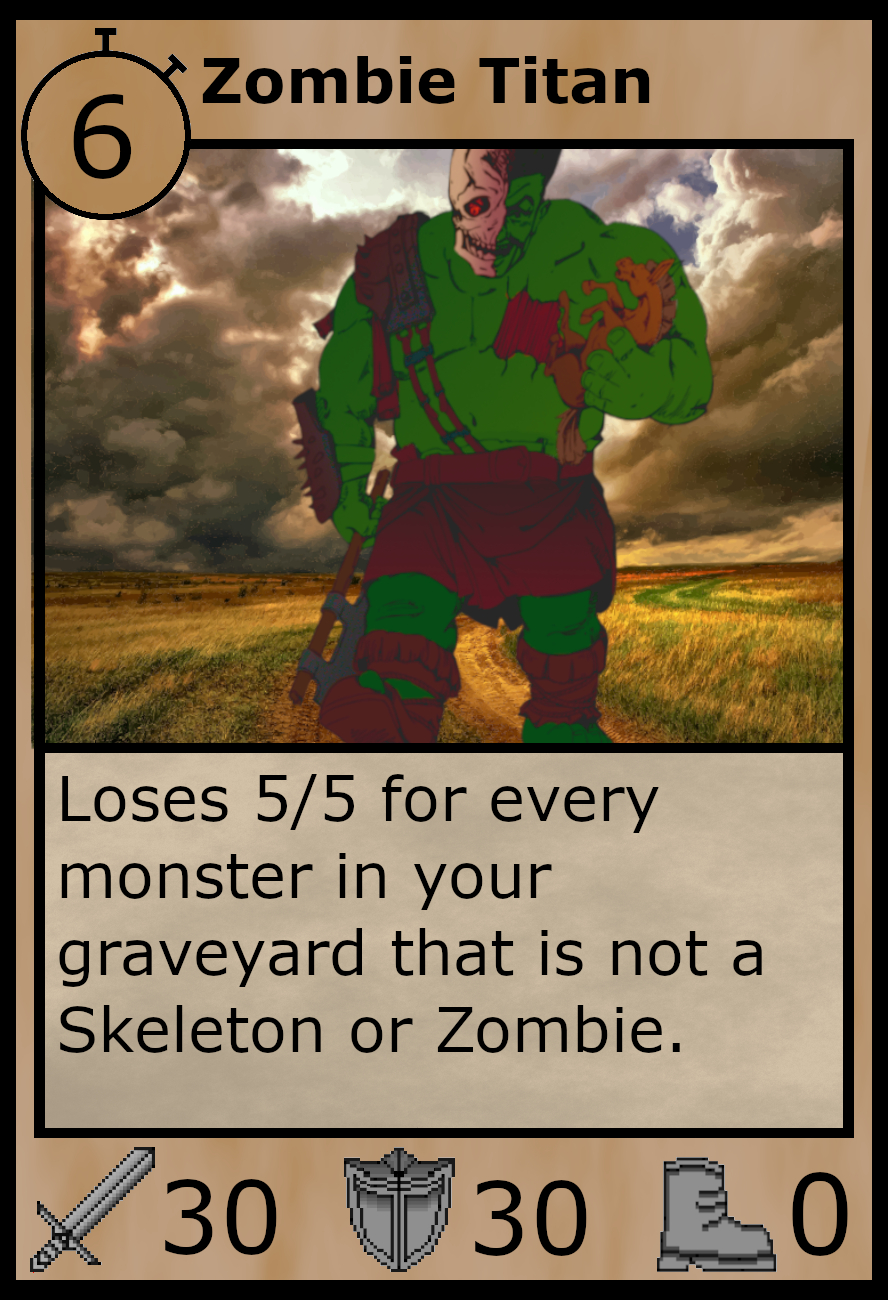 6
Zombie Titan
Loses 5/5 for every
monster in your
graveyard that is not a
Skeleton or Zombie.
30 30 0